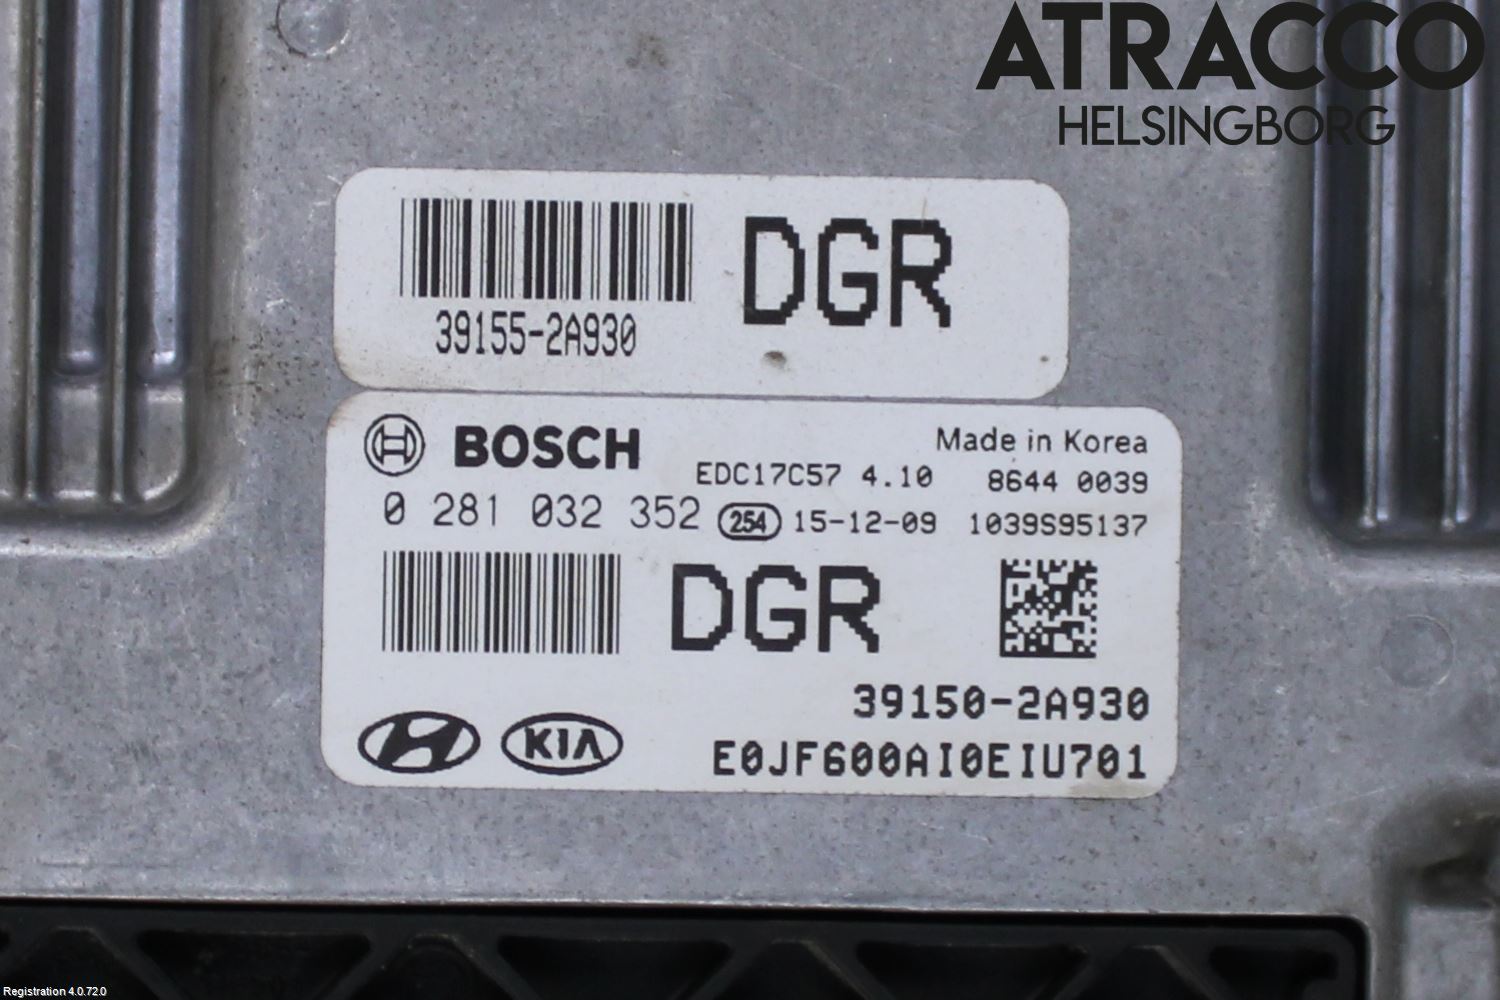 ATRACCO
HELSINGBORG
39155-2A930
DGR
BOSCH
Made in Korea
EDC17C57 4.10 8644 0039
0 281 032 352 254 15-12-09 1039S95137
DGR
39150-2A930
KIA
E0JF600AI0EIU701
Registration 4.0.72.0